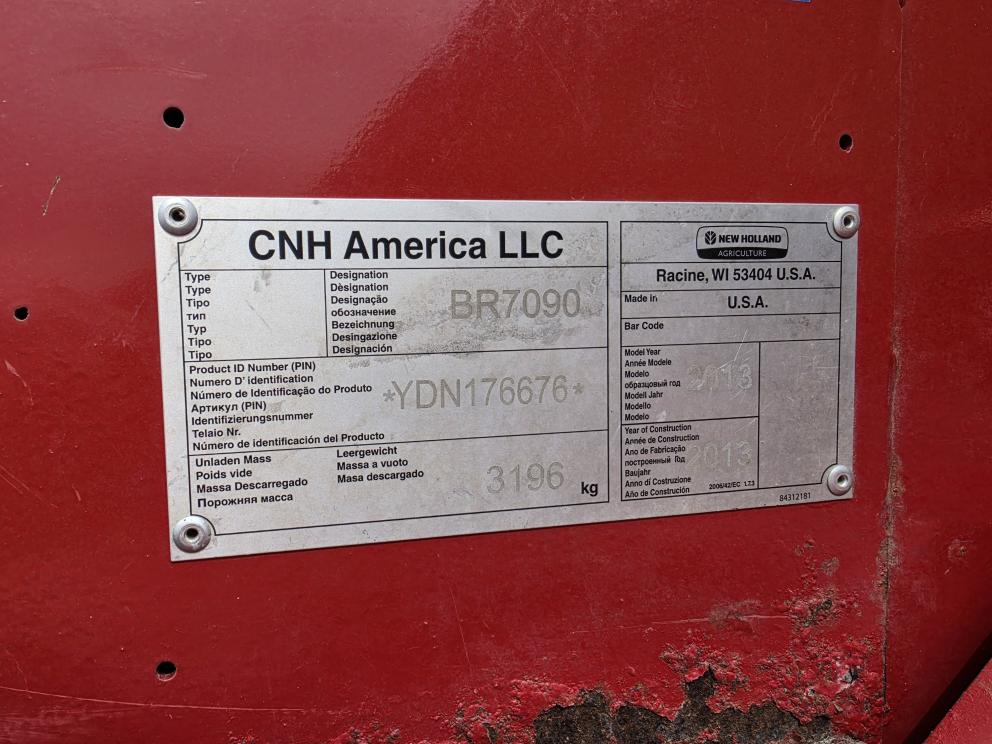 CNH America LLC
Type
Type
Tipo
тип
Typ
Tipo
Tipo
Designation
Dèsignation
Designação
обозначение
Bezeichnung
Desingazione
Designación
BR7090
Product ID Number (PIN)
Numero D' identification
Número de Identificação do Produto
Артикул (PIN)
Identifizierungsnummer
Telaio Nr.
Número de identificación del Producto
*YDN176676*
Unladen Mass
Poids vide
Massa Descarregado
Порожняя масса
Leergewicht
Massa a vuoto
Masa descargado
3196
kg
NEW HOLLAND
AGRICULTURE
Racine, WI 53404 U.S.A.
Made in
U.S.A.
Bar Code
Model Year
Année Modele
Modelo
образцовый год
Modell Jahr
Modello
Modelo
2013
Year of Construction
Année de Construction
Ano de Fabricação
построенный Год
Baujahr
Anno di Costruzione
Año de Construción
2013
2006/42/EC 1.7.3
84312181